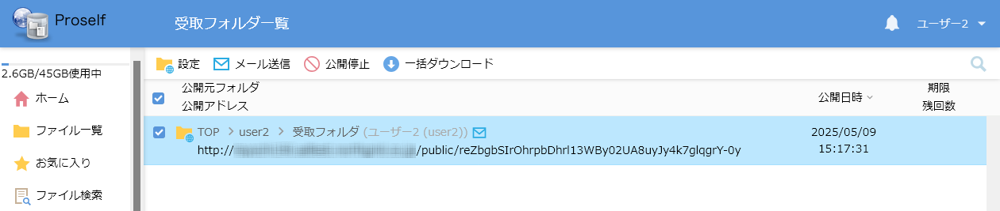 Proself
受取フォルダ一覧
ユーザー2
2.6GB/45GB使用中
ホーム
ファイル一覧
お気に入り
ファイル検索
設定 メール送信 公開停止 一括ダウンロード
公開元フォルダ
公開アドレス
公開日時
期限
残回数
TOP user2 受取フォルダ (ユーザー2 (user2))
http:// /public/reZbgbSIrOhrpbDhrl13WBy02UA8uyJy4k7glqgrY-0y
2025/05/09
15:17:31